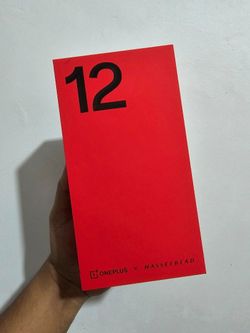 12
ONEPLUS × HASSELBLAD